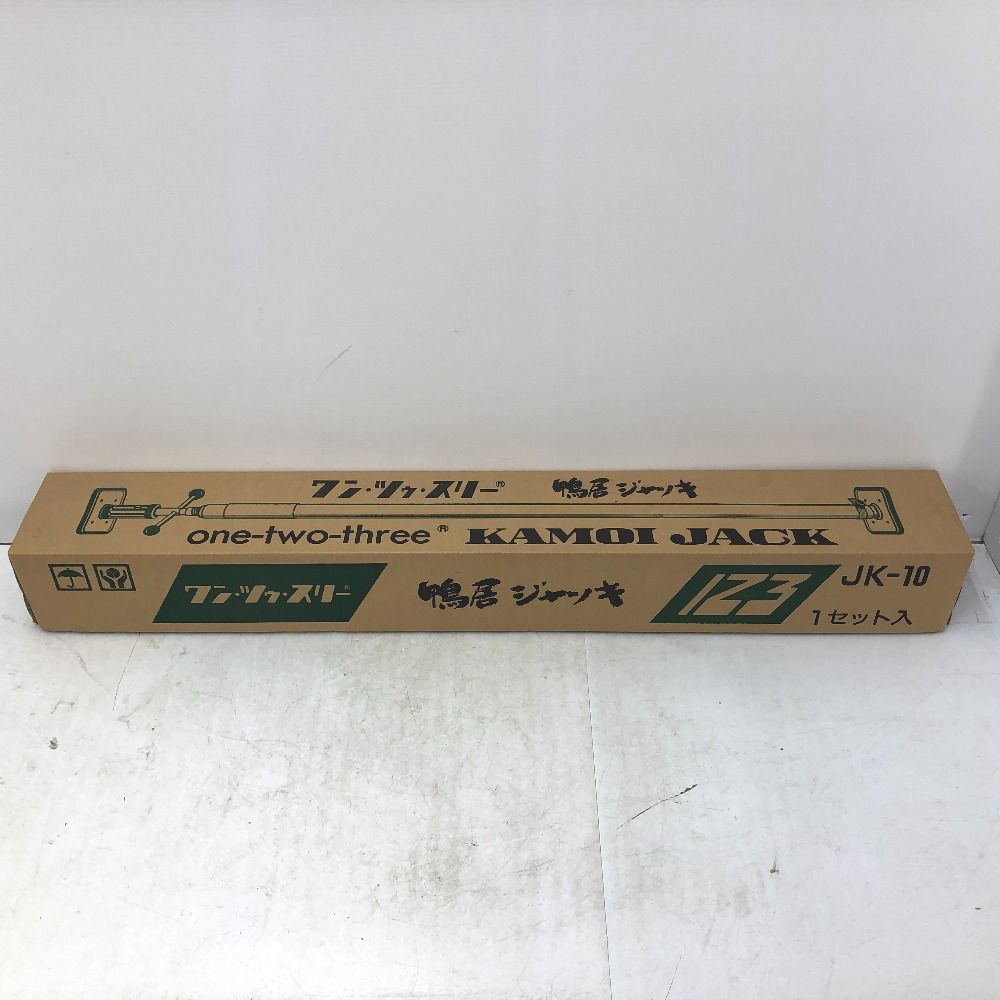 ワン・ツゥ・スリー® 鴨居ジャッキ
one-two-three® KAMOI JACK
ワン・ツゥ・スリー® 鴨居ジャッキ 123 JK-10
1セット入